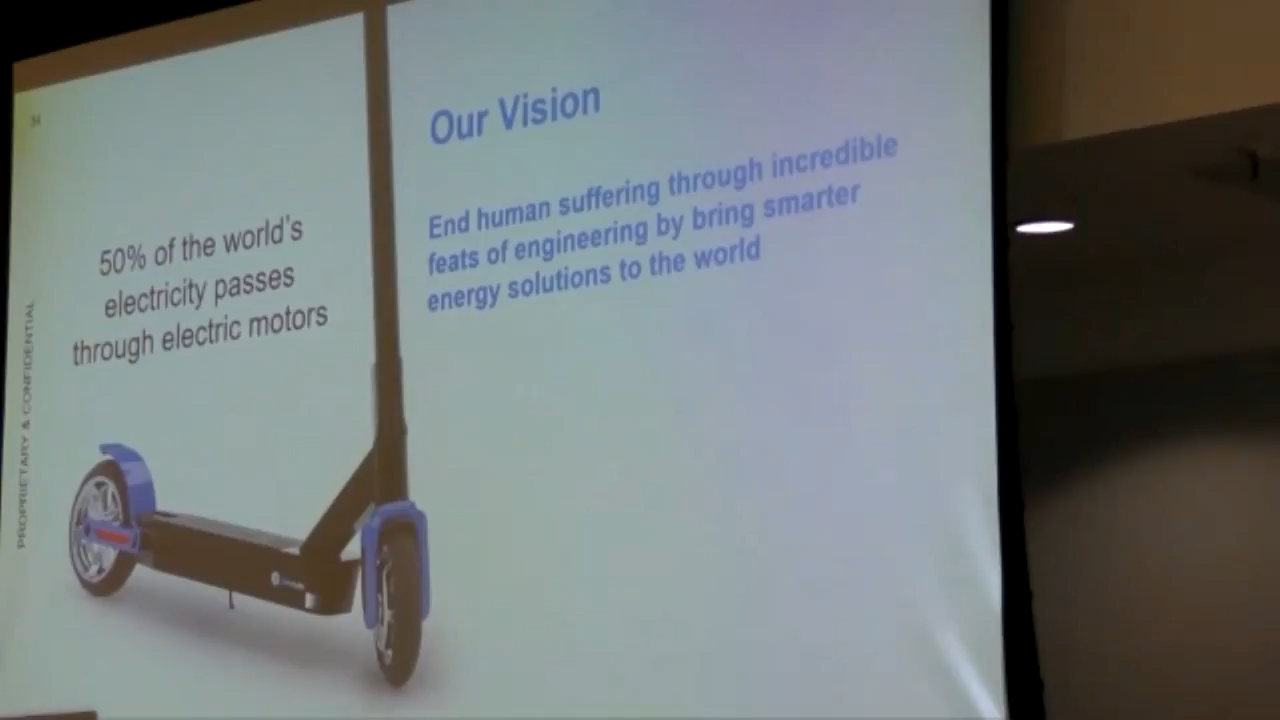 34
Our Vision
End human suffering through incredible
feats of engineering by bring smarter
energy solutions to the world
50% of the world's
electricity passes
through electric motors
PROPRIETARY & CONFIDENTIAL